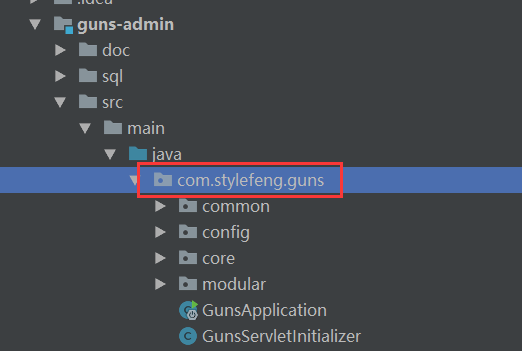 .idea
guns-admin
doc
sql
src
main
java
com.stylefeng.guns
common
config
core
modular
GunsApplication
GunsServletInitializer